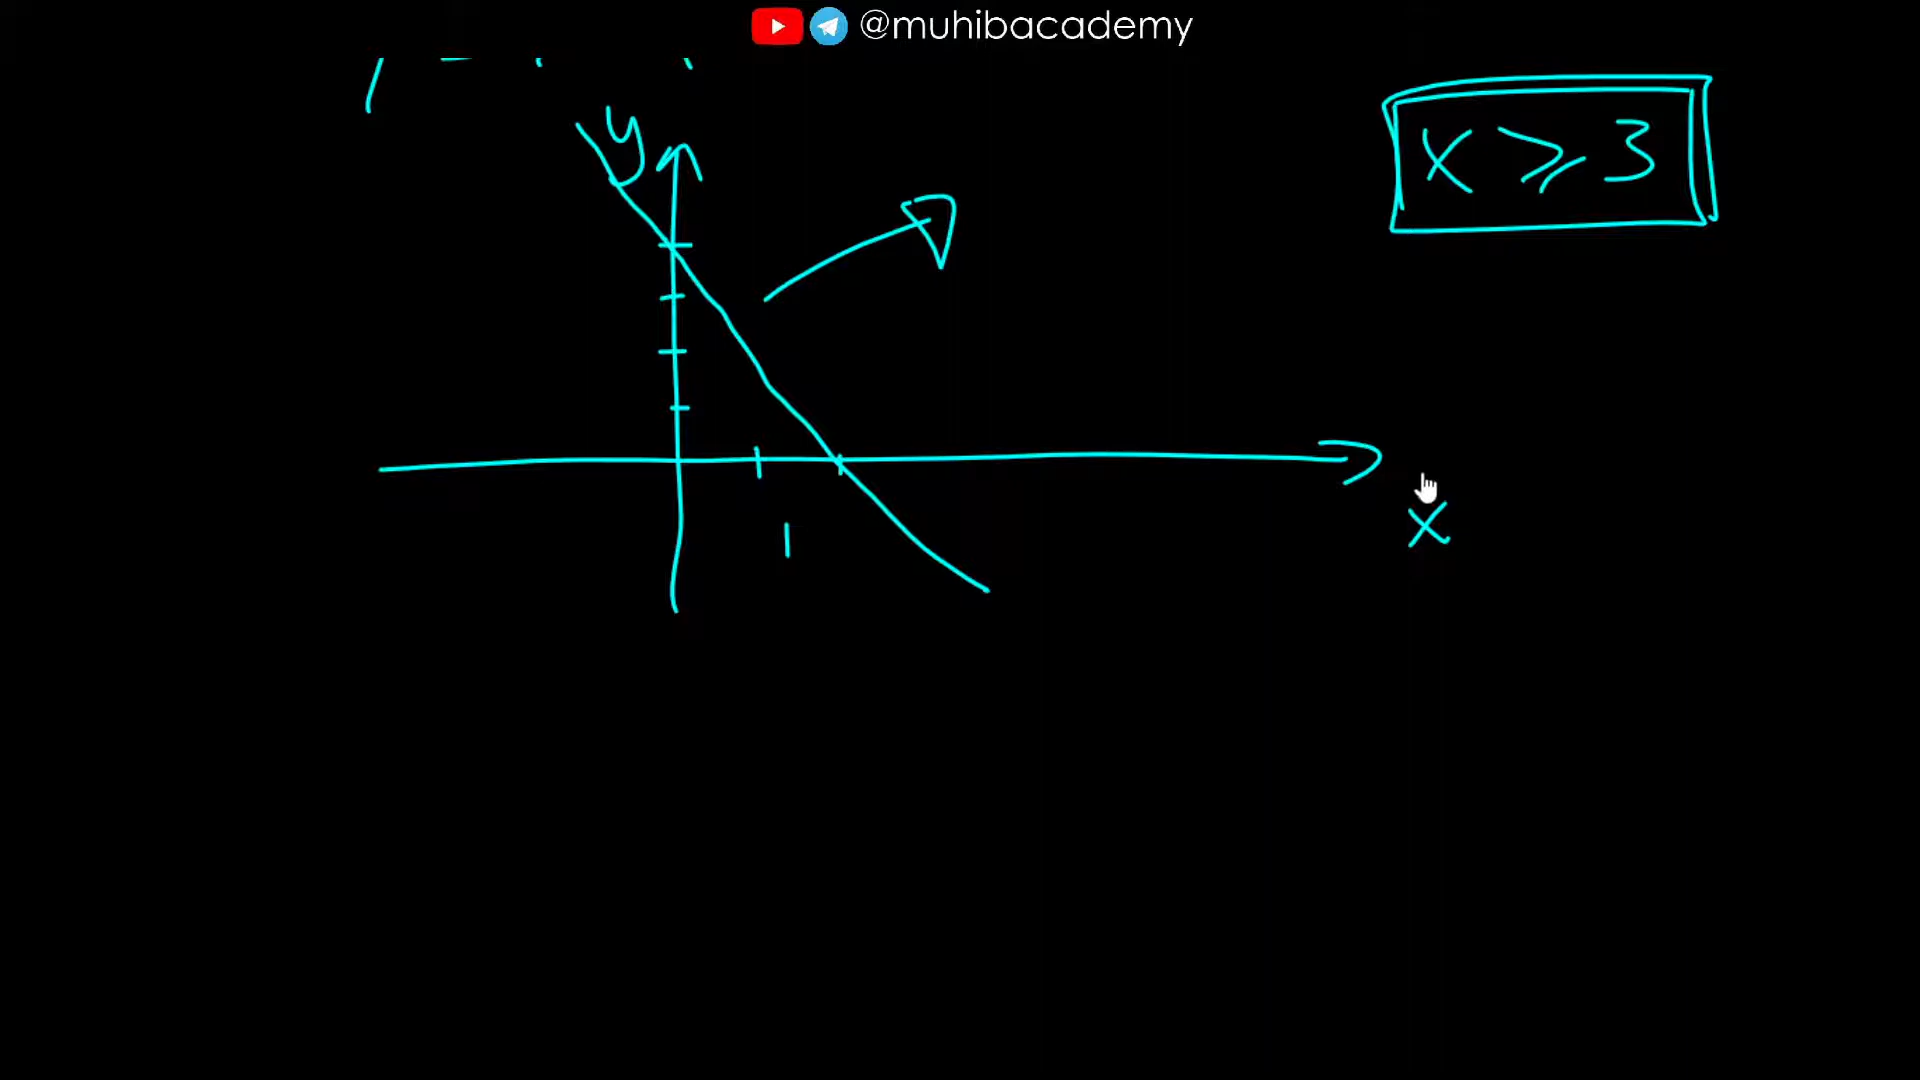 @muhibacademy
x ⩾ 3
y
x
1